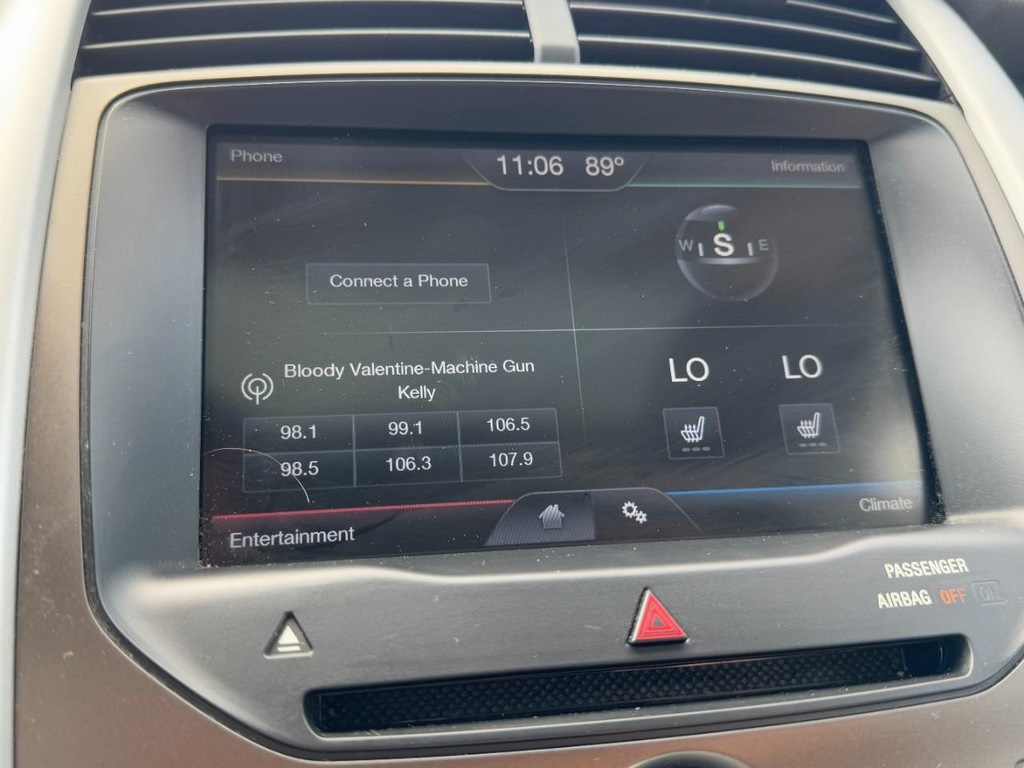 Phone
11:06 89°
Information
W S E
Connect a Phone
Bloody Valentine-Machine Gun
Kelly
LO LO
98.1 99.1 106.5
98.5 106.3 107.9
Entertainment
Climate
PASSENGER
AIRBAG OFF ON